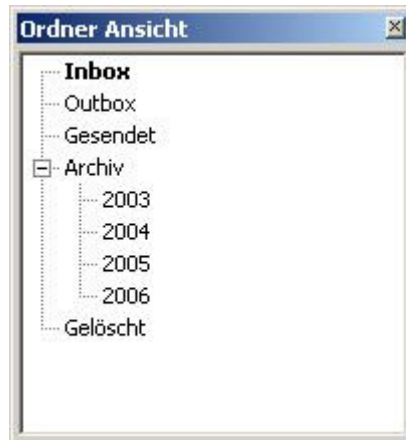 Ordner Ansicht
Inbox
Outbox
Gesendet
Archiv
2003
2004
2005
2006
Gelöscht